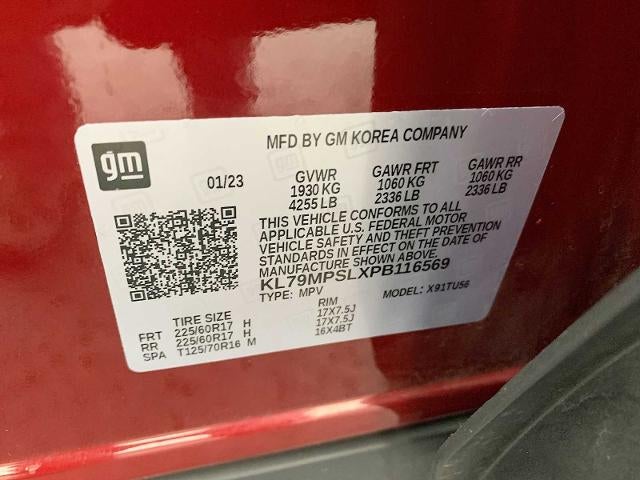 gm
MFD BY GM KOREA COMPANY
01/23 GVWR GAWR FRT GAWR RR
1930 KG 1060 KG 1060 KG
4255 LB 2336 LB 2336 LB
THIS VEHICLE CONFORMS TO ALL
APPLICABLE U.S. FEDERAL MOTOR
VEHICLE SAFETY AND THEFT PREVENTION
STANDARDS IN EFFECT ON THE DATE OF
MANUFACTURE SHOWN ABOVE.
KL79MPSLXPB116569
TYPE: MPV MODEL: X91TU56
TIRE SIZE RIM
FRT 225/60R17 H 17X7.5J
RR 225/60R17 H 17X7.5J
SPA T125/70R16 M 16X4BT